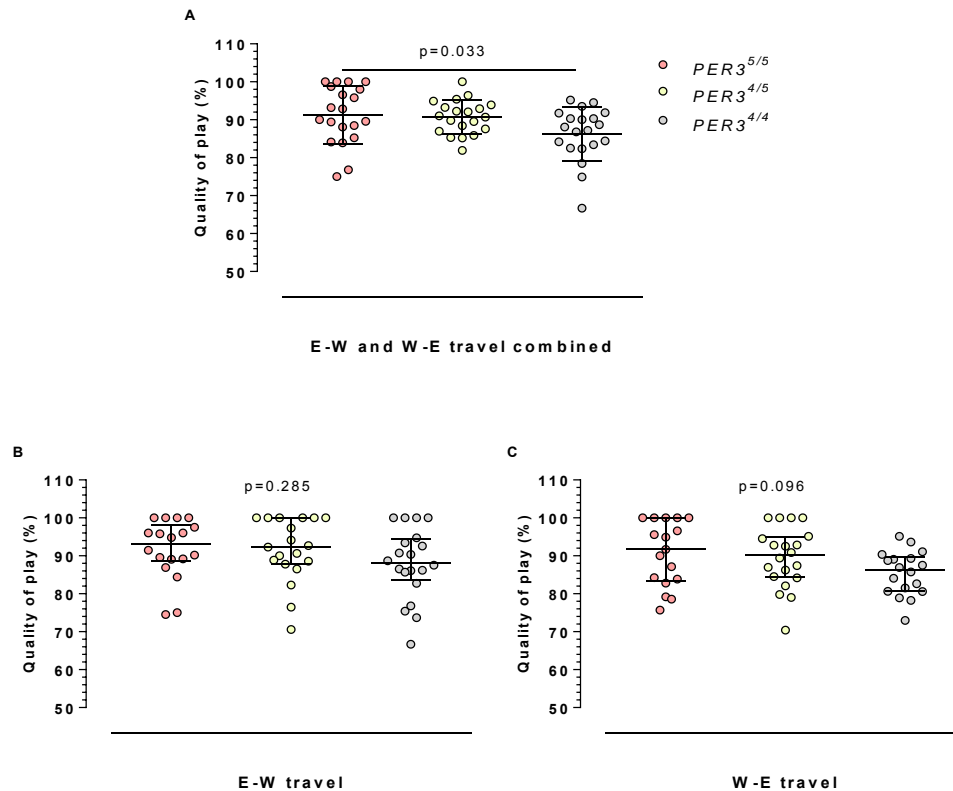 A
110
100
90
80
70
60
50
Quality of play (%)
p=0.033
PER3^5/5
PER3^4/5
PER3^4/4
E-W and W-E travel combined
B
110
100
90
80
70
60
50
Quality of play (%)
p=0.285
E-W travel
C
110
100
90
80
70
60
50
Quality of play (%)
p=0.096
W-E travel